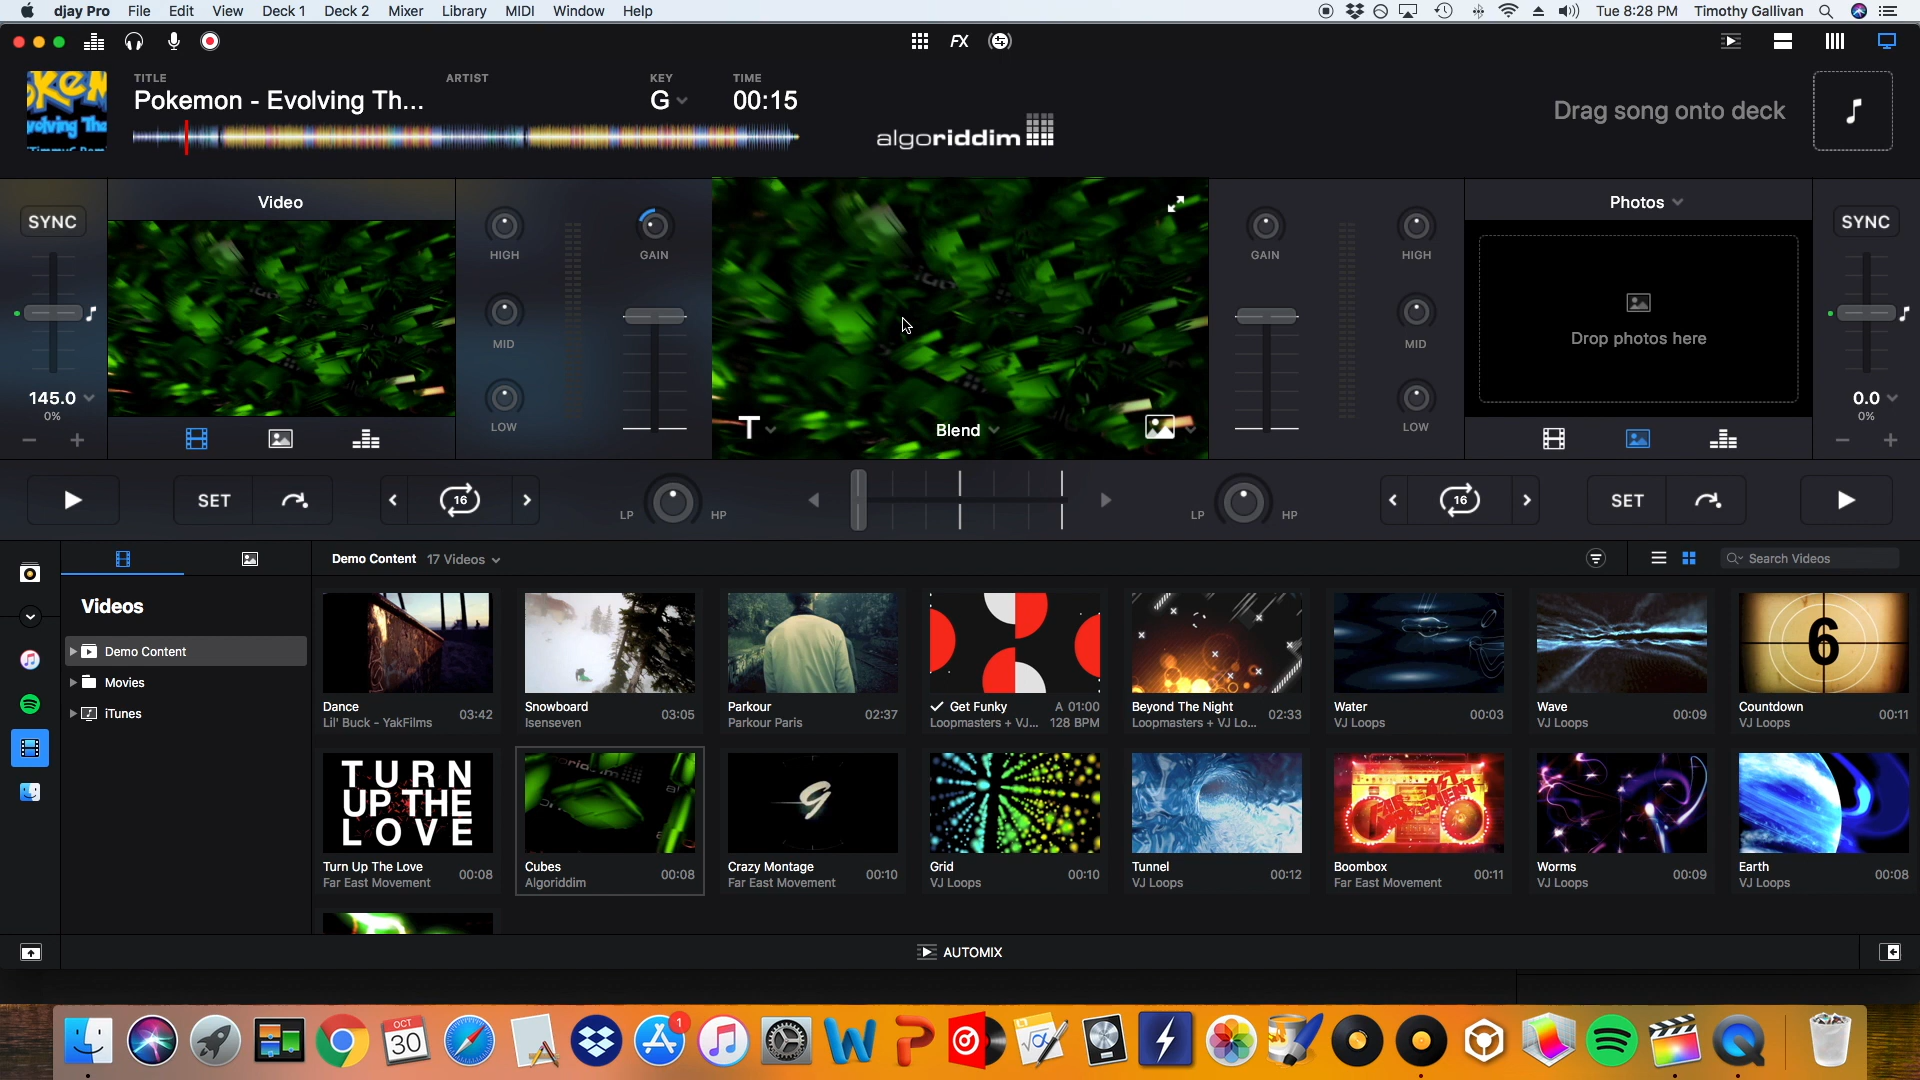 djay Pro File Edit View Deck 1 Deck 2 Mixer Library MIDI Window Help Tue 8:28 PM Timothy Gallivan
FX
TITLE ARTIST KEY TIME
Pokemon - Evolving Th... G 00:15
algoriddim
Drag song onto deck
SYNC Video HIGH GAIN GAIN HIGH Photos SYNC
MID MID
Drop photos here
145.0 0.0
0% 0%
LOW T Blend LOW
SET 16 LP HP LP HP 16 SET
Demo Content 17 Videos Search Videos
Videos
Demo Content
Movies
iTunes
6
Dance Snowboard Parkour Get Funky A 01:00 Beyond The Night Water Wave Countdown
Lil' Buck - YakFilms 03:42 Isenseven 03:05 Parkour Paris 02:37 Loopmasters + VJ... 128 BPM Loopmasters + VJ Lo... 02:33 VJ Loops 00:03 VJ Loops 00:09 VJ Loops 00:11
TURN
UP THE
LOVE
Turn Up The Love Cubes Crazy Montage Grid Tunnel Boombox Worms Earth
Far East Movement 00:08 Algoriddim 00:08 Far East Movement 00:10 VJ Loops 00:10 VJ Loops 00:12 Far East Movement 00:11 VJ Loops 00:09 VJ Loops 00:08
AUTOMIX
OCT
30
1